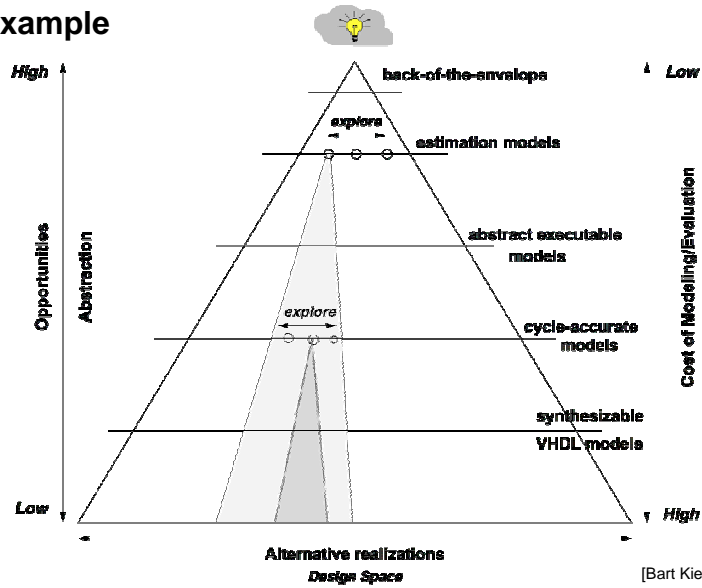 xample
High
Low
back-of-the-envelope
explore
estimation models
Opportunities
Abstraction
abstract executable
models
Cost of Modeling/Evaluation
explore
cycle-accurate
models
synthesizable
VHDL models
Low
High
Alternative realizations
Design Space
[Bart Kie